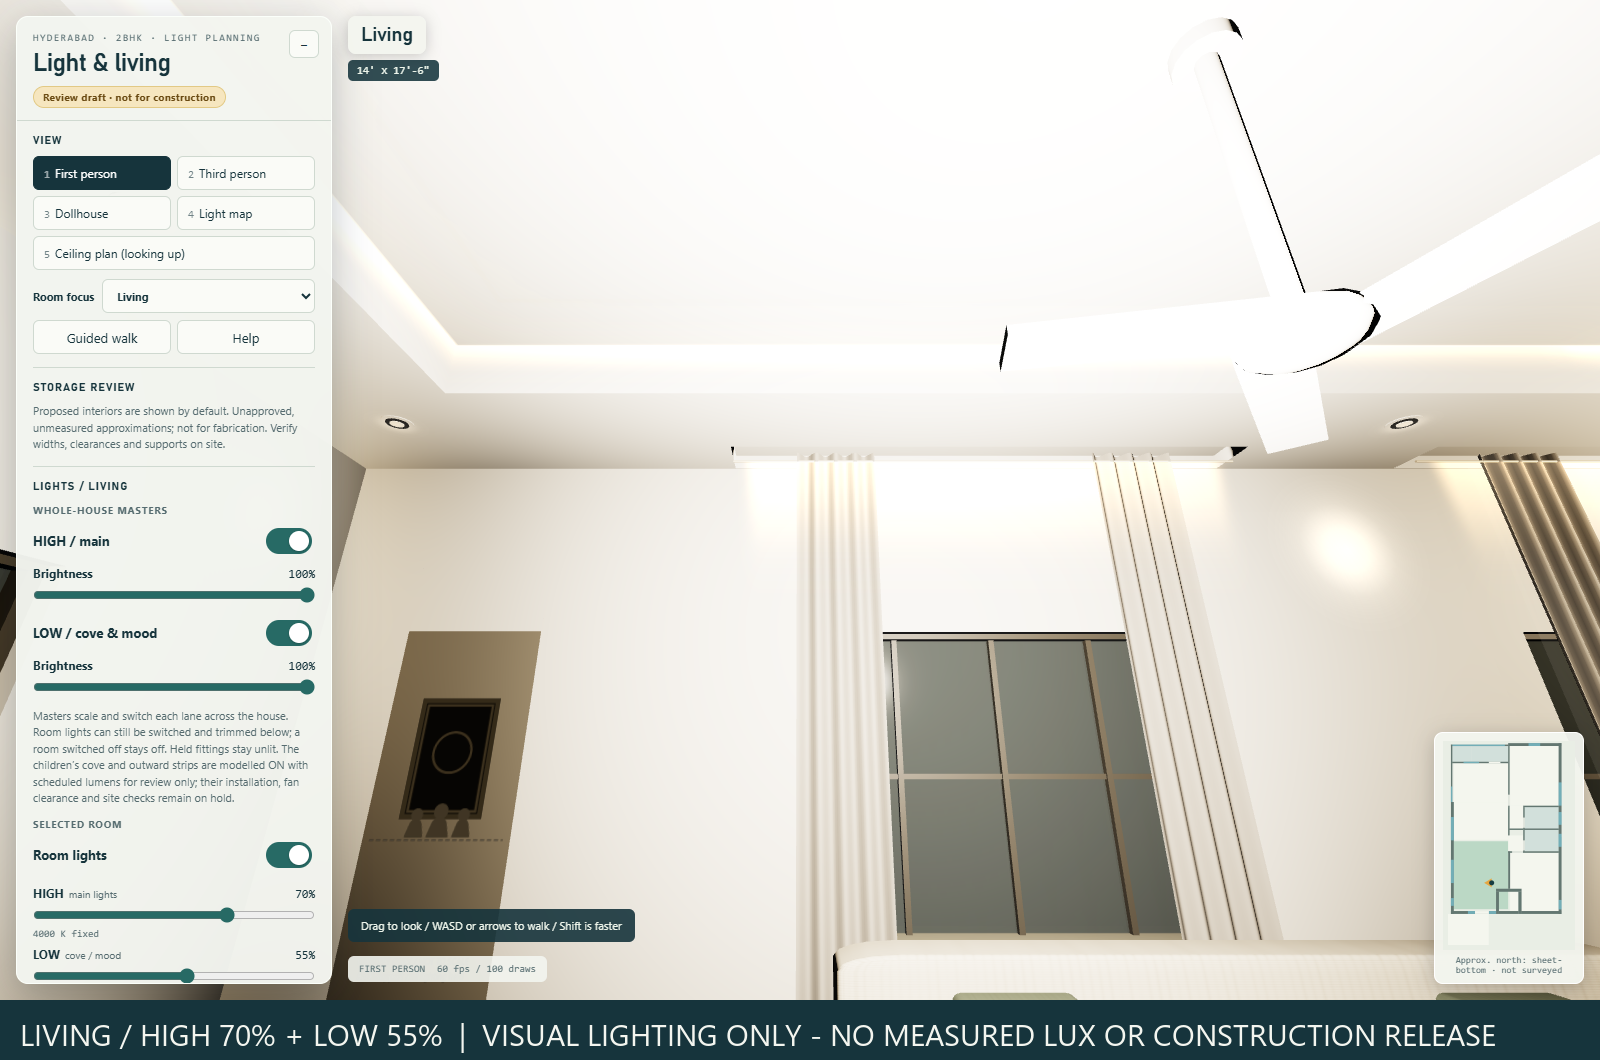 HYDERABAD · 2BHK · LIGHT PLANNING
Light & living
–
Review draft · not for construction
VIEW
1 First person
2 Third person
3 Dollhouse
4 Light map
5 Ceiling plan (looking up)
Room focus
Living
Guided walk
Help
STORAGE REVIEW
Proposed interiors are shown by default. Unapproved,
unmeasured approximations; not for fabrication. Verify
widths, clearances and supports on site.
LIGHTS / LIVING
WHOLE-HOUSE MASTERS
HIGH / main
Brightness 100%
LOW / cove & mood
Brightness 100%
Masters scale and switch each lane across the house.
Room lights can still be switched and trimmed below; a
room switched off stays off. Held fittings stay unlit. The
children's cove and outward strips are modelled ON with
scheduled lumens for review only; their installation, fan
clearance and site checks remain on hold.
SELECTED ROOM
Room lights
HIGH main lights 70%
4000 K fixed
LOW cove / mood 55%
Living
14' x 17'-6"
Drag to look / WASD or arrows to walk / Shift is faster
FIRST PERSON 60 fps / 100 draws
Approx. north: sheet-
bottom - not surveyed
LIVING / HIGH 70% + LOW 55% | VISUAL LIGHTING ONLY - NO MEASURED LUX OR CONSTRUCTION RELEASE